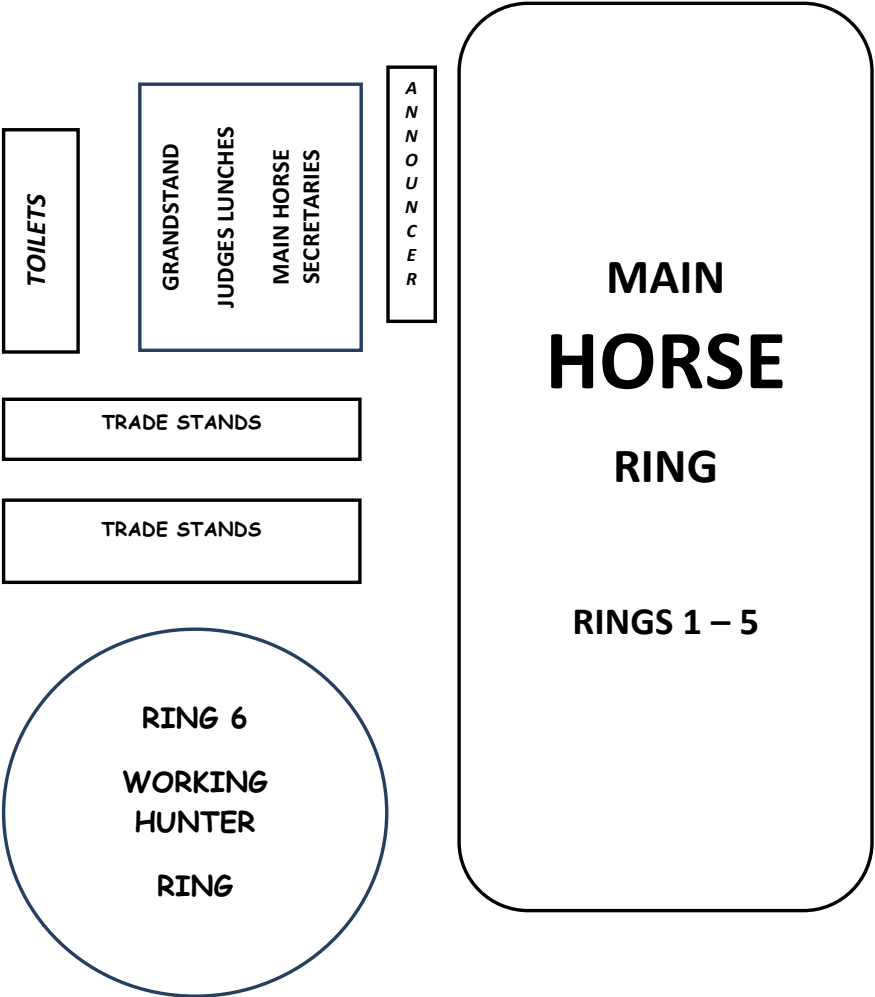 TOILETS
GRANDSTAND
JUDGES LUNCHES
MAIN HORSE
SECRETARIES
ANNOUNCER
TRADE STANDS
TRADE STANDS
RING 6
WORKING
HUNTER
RING
MAIN
HORSE
RING
RINGS 1 – 5